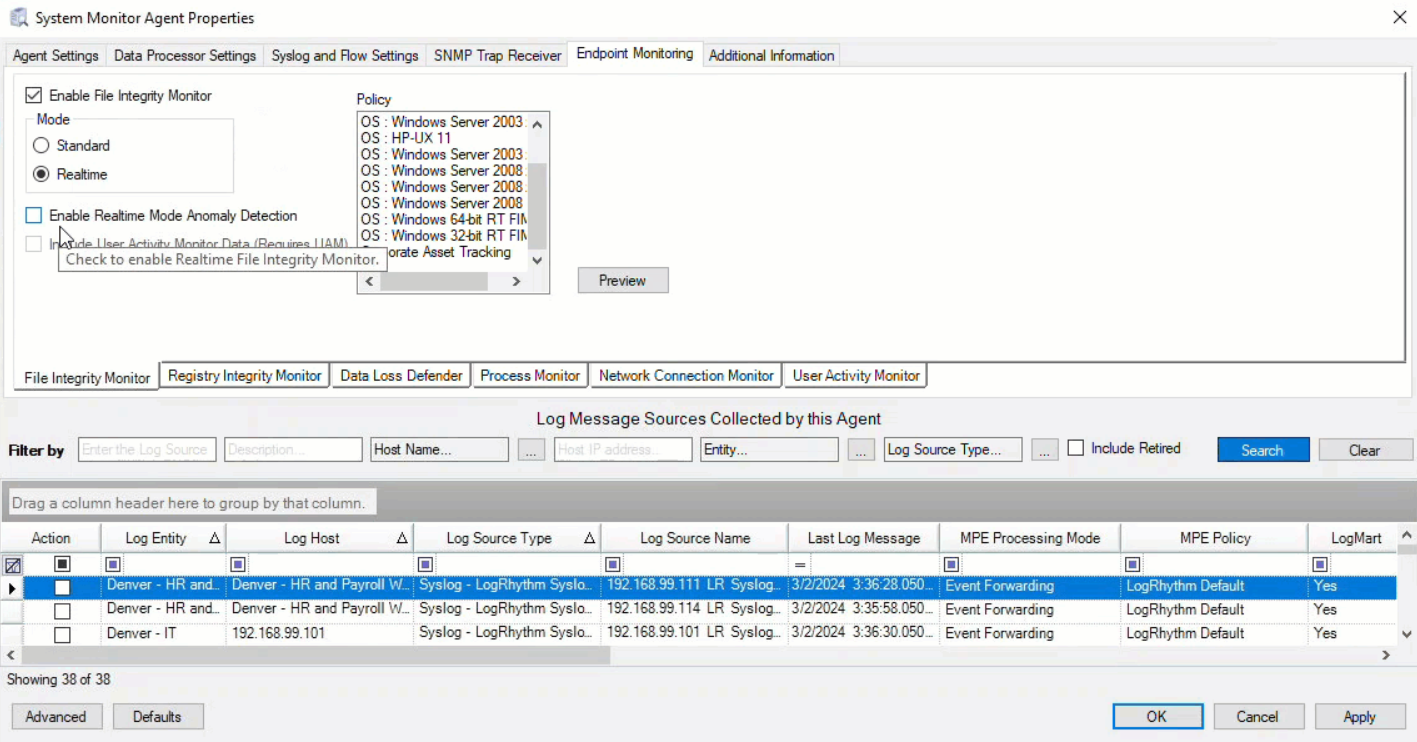 System Monitor Agent Properties
Agent Settings Data Processor Settings Syslog and Flow Settings SNMP Trap Receiver Endpoint Monitoring Additional Information
Enable File Integrity Monitor
Policy
Mode
Standard
Realtime
OS : Windows Server 2003
OS : HP-UX 11
OS : Windows Server 2003
OS : Windows Server 2008
OS : Windows Server 2008
OS : Windows Server 2008
OS : Windows 64-bit RT FIM
OS : Windows 32-bit RT FIM
orporate Asset Tracking
Enable Realtime Mode Anomaly Detection
Include User Activity Monitor Data (Requires UAM)
Check to enable Realtime File Integrity Monitor.
Preview
File Integrity Monitor Registry Integrity Monitor Data Loss Defender Process Monitor Network Connection Monitor User Activity Monitor
Log Message Sources Collected by this Agent
Filter by Enter the Log Source Description... Host Name... ... Host IP address... Entity... ... Log Source Type... ... Include Retired Search Clear
Drag a column header here to group by that column.
Action Log Entity Log Host Log Source Type Log Source Name Last Log Message MPE Processing Mode MPE Policy LogMart
=
Denver - HR and... Denver - HR and Payroll W... Syslog - LogRhythm Syslo... 192.168.99.111 LR Syslog... 3/2/2024 3:36:28.050... Event Forwarding LogRhythm Default Yes
Denver - HR and... Denver - HR and Payroll W... Syslog - LogRhythm Syslo... 192.168.99.114 LR Syslog... 3/2/2024 3:35:58.050... Event Forwarding LogRhythm Default Yes
Denver - IT 192.168.99.101 Syslog - LogRhythm Syslo... 192.168.99.101 LR Syslog... 3/2/2024 3:36:30.050... Event Forwarding LogRhythm Default Yes
Showing 38 of 38
Advanced Defaults OK Cancel Apply